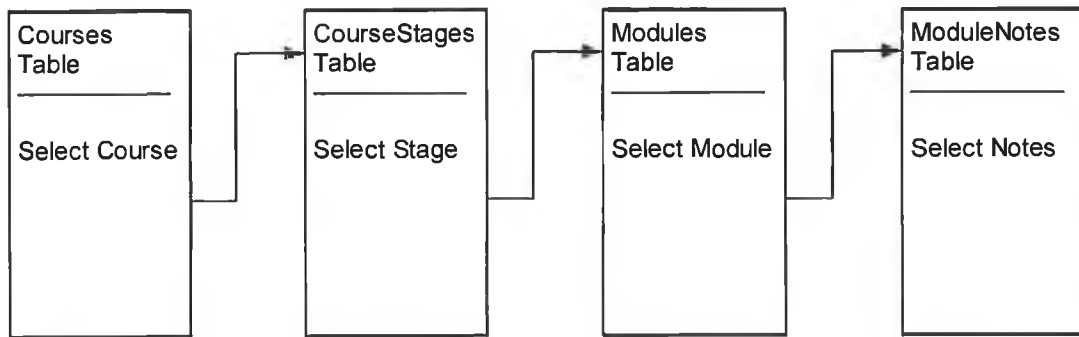 Courses
Table
Select Course
CourseStages
Table
Select Stage
Modules
Table
Select Module
ModuleNotes
Table
Select Notes